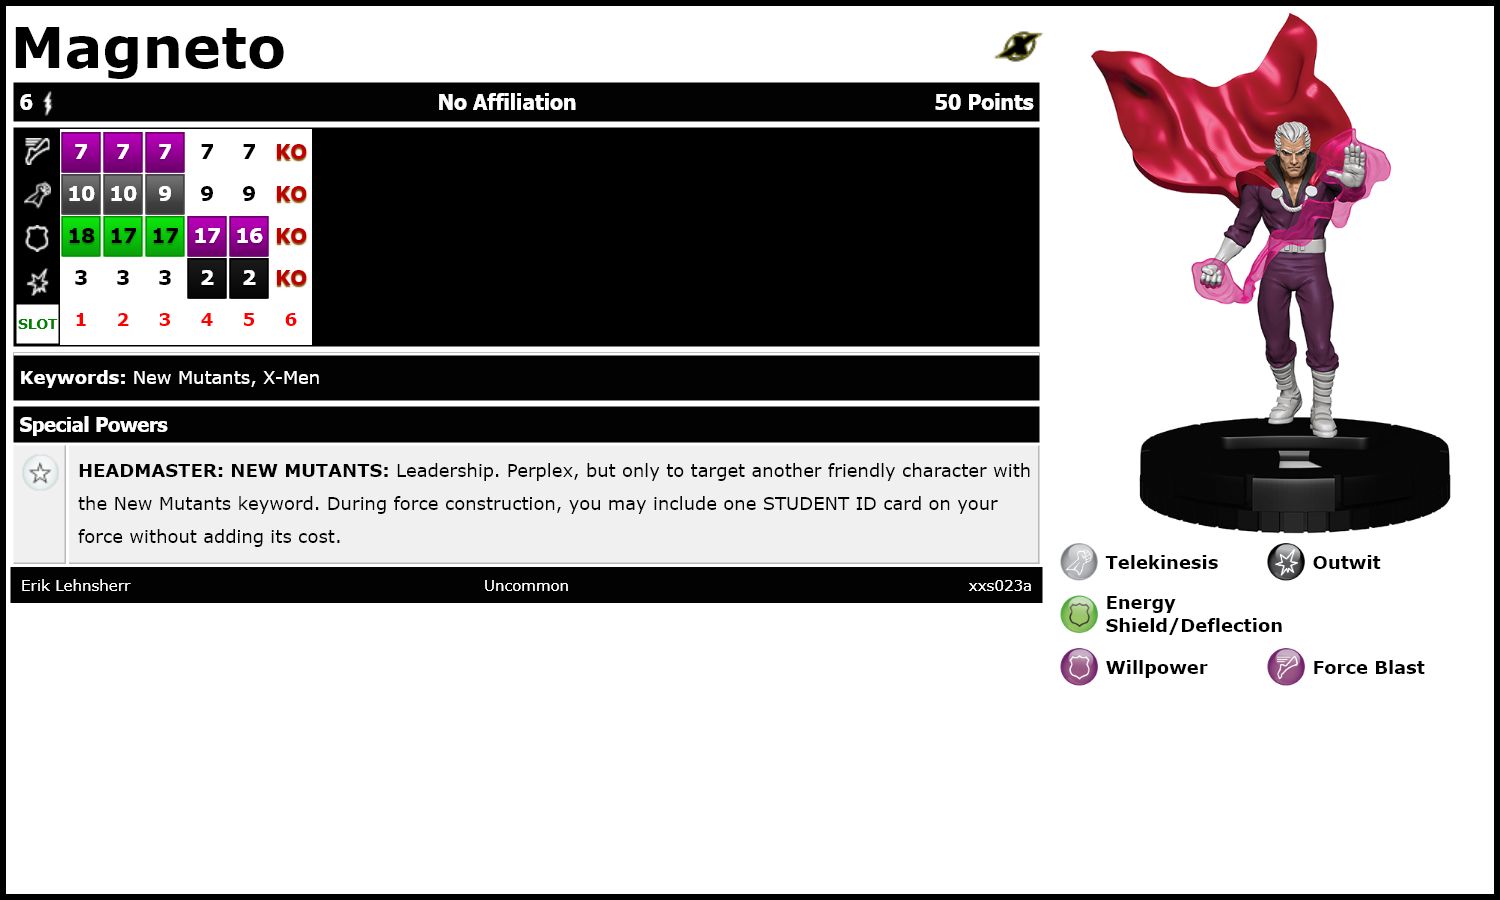 Magneto
6 No Affiliation 50 Points
7 7 7 7 7 KO
10 10 9 9 9 KO
18 17 17 17 16 KO
3 3 3 2 2 KO
SLOT 1 2 3 4 5 6
Keywords: New Mutants, X-Men
Special Powers
HEADMASTER: NEW MUTANTS: Leadership. Perplex, but only to target another friendly character with
the New Mutants keyword. During force construction, you may include one STUDENT ID card on your
force without adding its cost.
Erik Lehnsherr Uncommon xxs023a
Telekinesis Outwit
Energy
Shield/Deflection
Willpower Force Blast